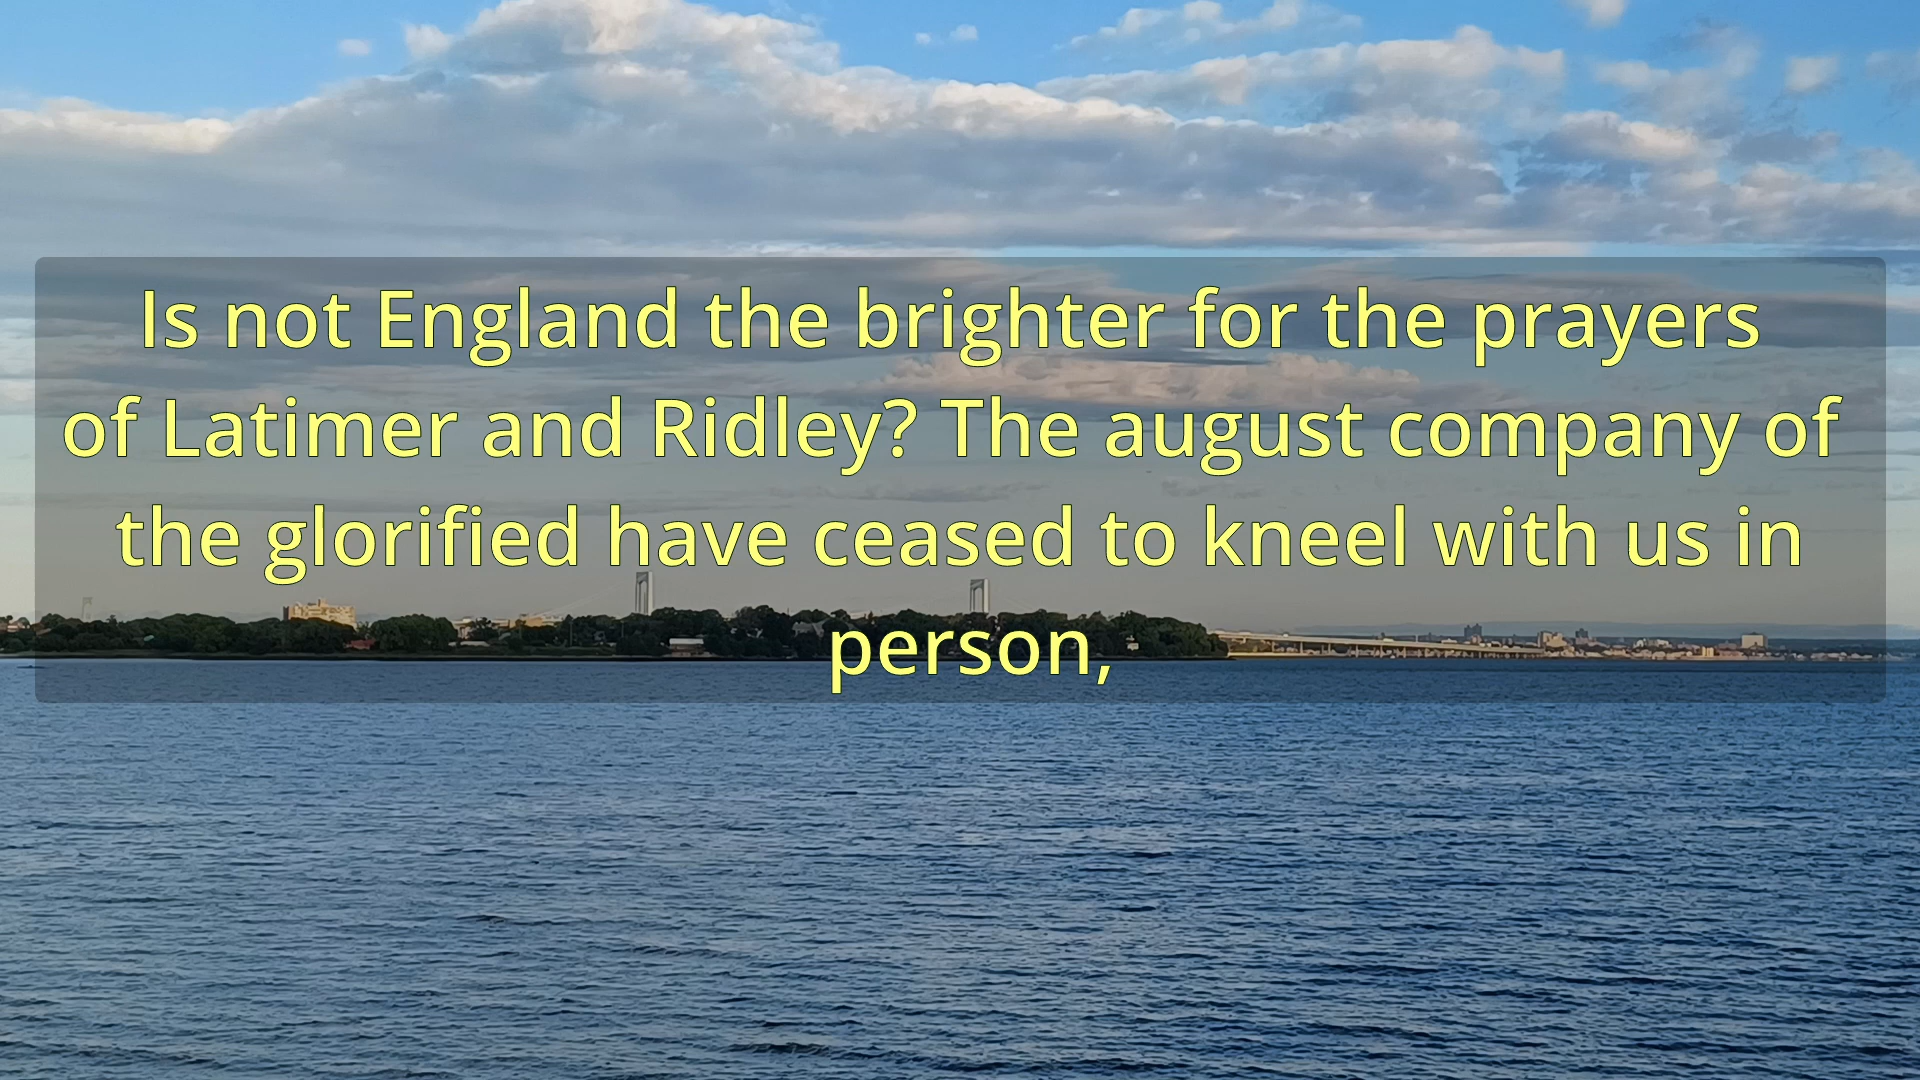 Is not England the brighter for the prayers
of Latimer and Ridley? The august company of
the glorified have ceased to kneel with us in
person,